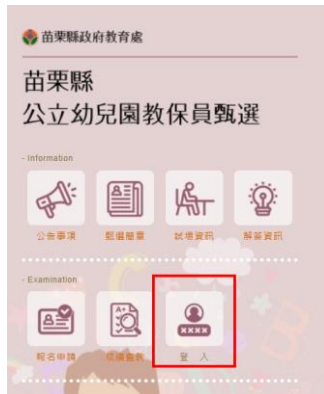 苗栗縣政府教育處
苗栗縣
公立幼兒園教保員甄選
- Information
公告事項 甄選簡章 試場資訊 解答資訊
- Examination
A+
報名申請 成績查詢 登 入